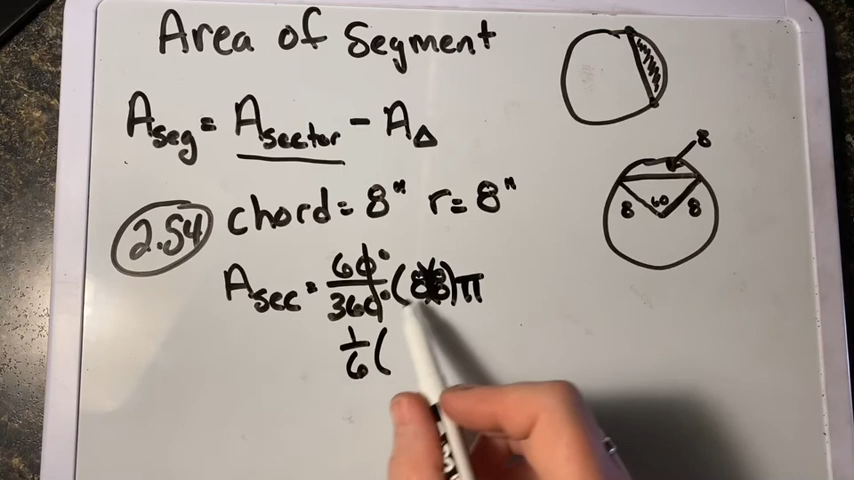 Area of Segment
Aseg = Asector - A△
2.54 chord = 8" r = 8"
8
8 60 8
Asec = 60°/360° (8·8)π
1/6 (